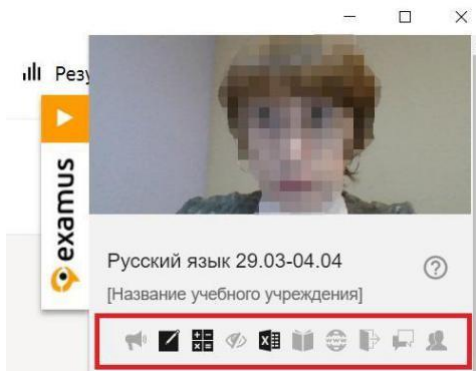 Резу
examus
Русский язык 29.03-04.04
[Название учебного учреждения]